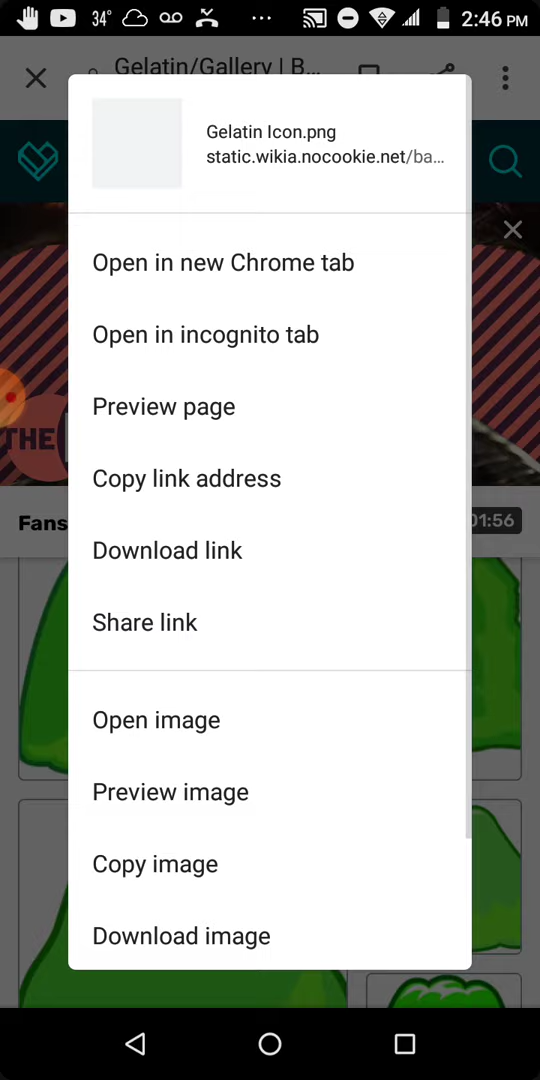 34° 2:46 PM
Gelatin/Gallery | B...
Gelatin Icon.png
static.wikia.nocookie.net/ba...
Open in new Chrome tab
Open in incognito tab
Preview page
THE
Copy link address
Fans
01:56
Download link
Share link
Open image
Preview image
Copy image
Download image